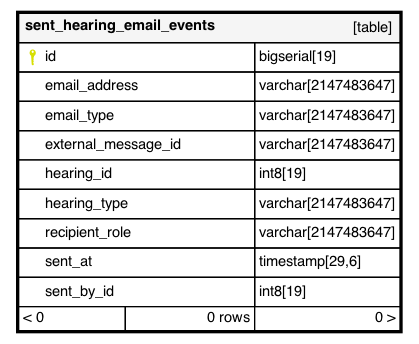 sent_hearing_email_events [table]
id bigserial[19]
email_address varchar[2147483647]
email_type varchar[2147483647]
external_message_id varchar[2147483647]
hearing_id int8[19]
hearing_type varchar[2147483647]
recipient_role varchar[2147483647]
sent_at timestamp[29,6]
sent_by_id int8[19]
< 0 0 rows 0 >